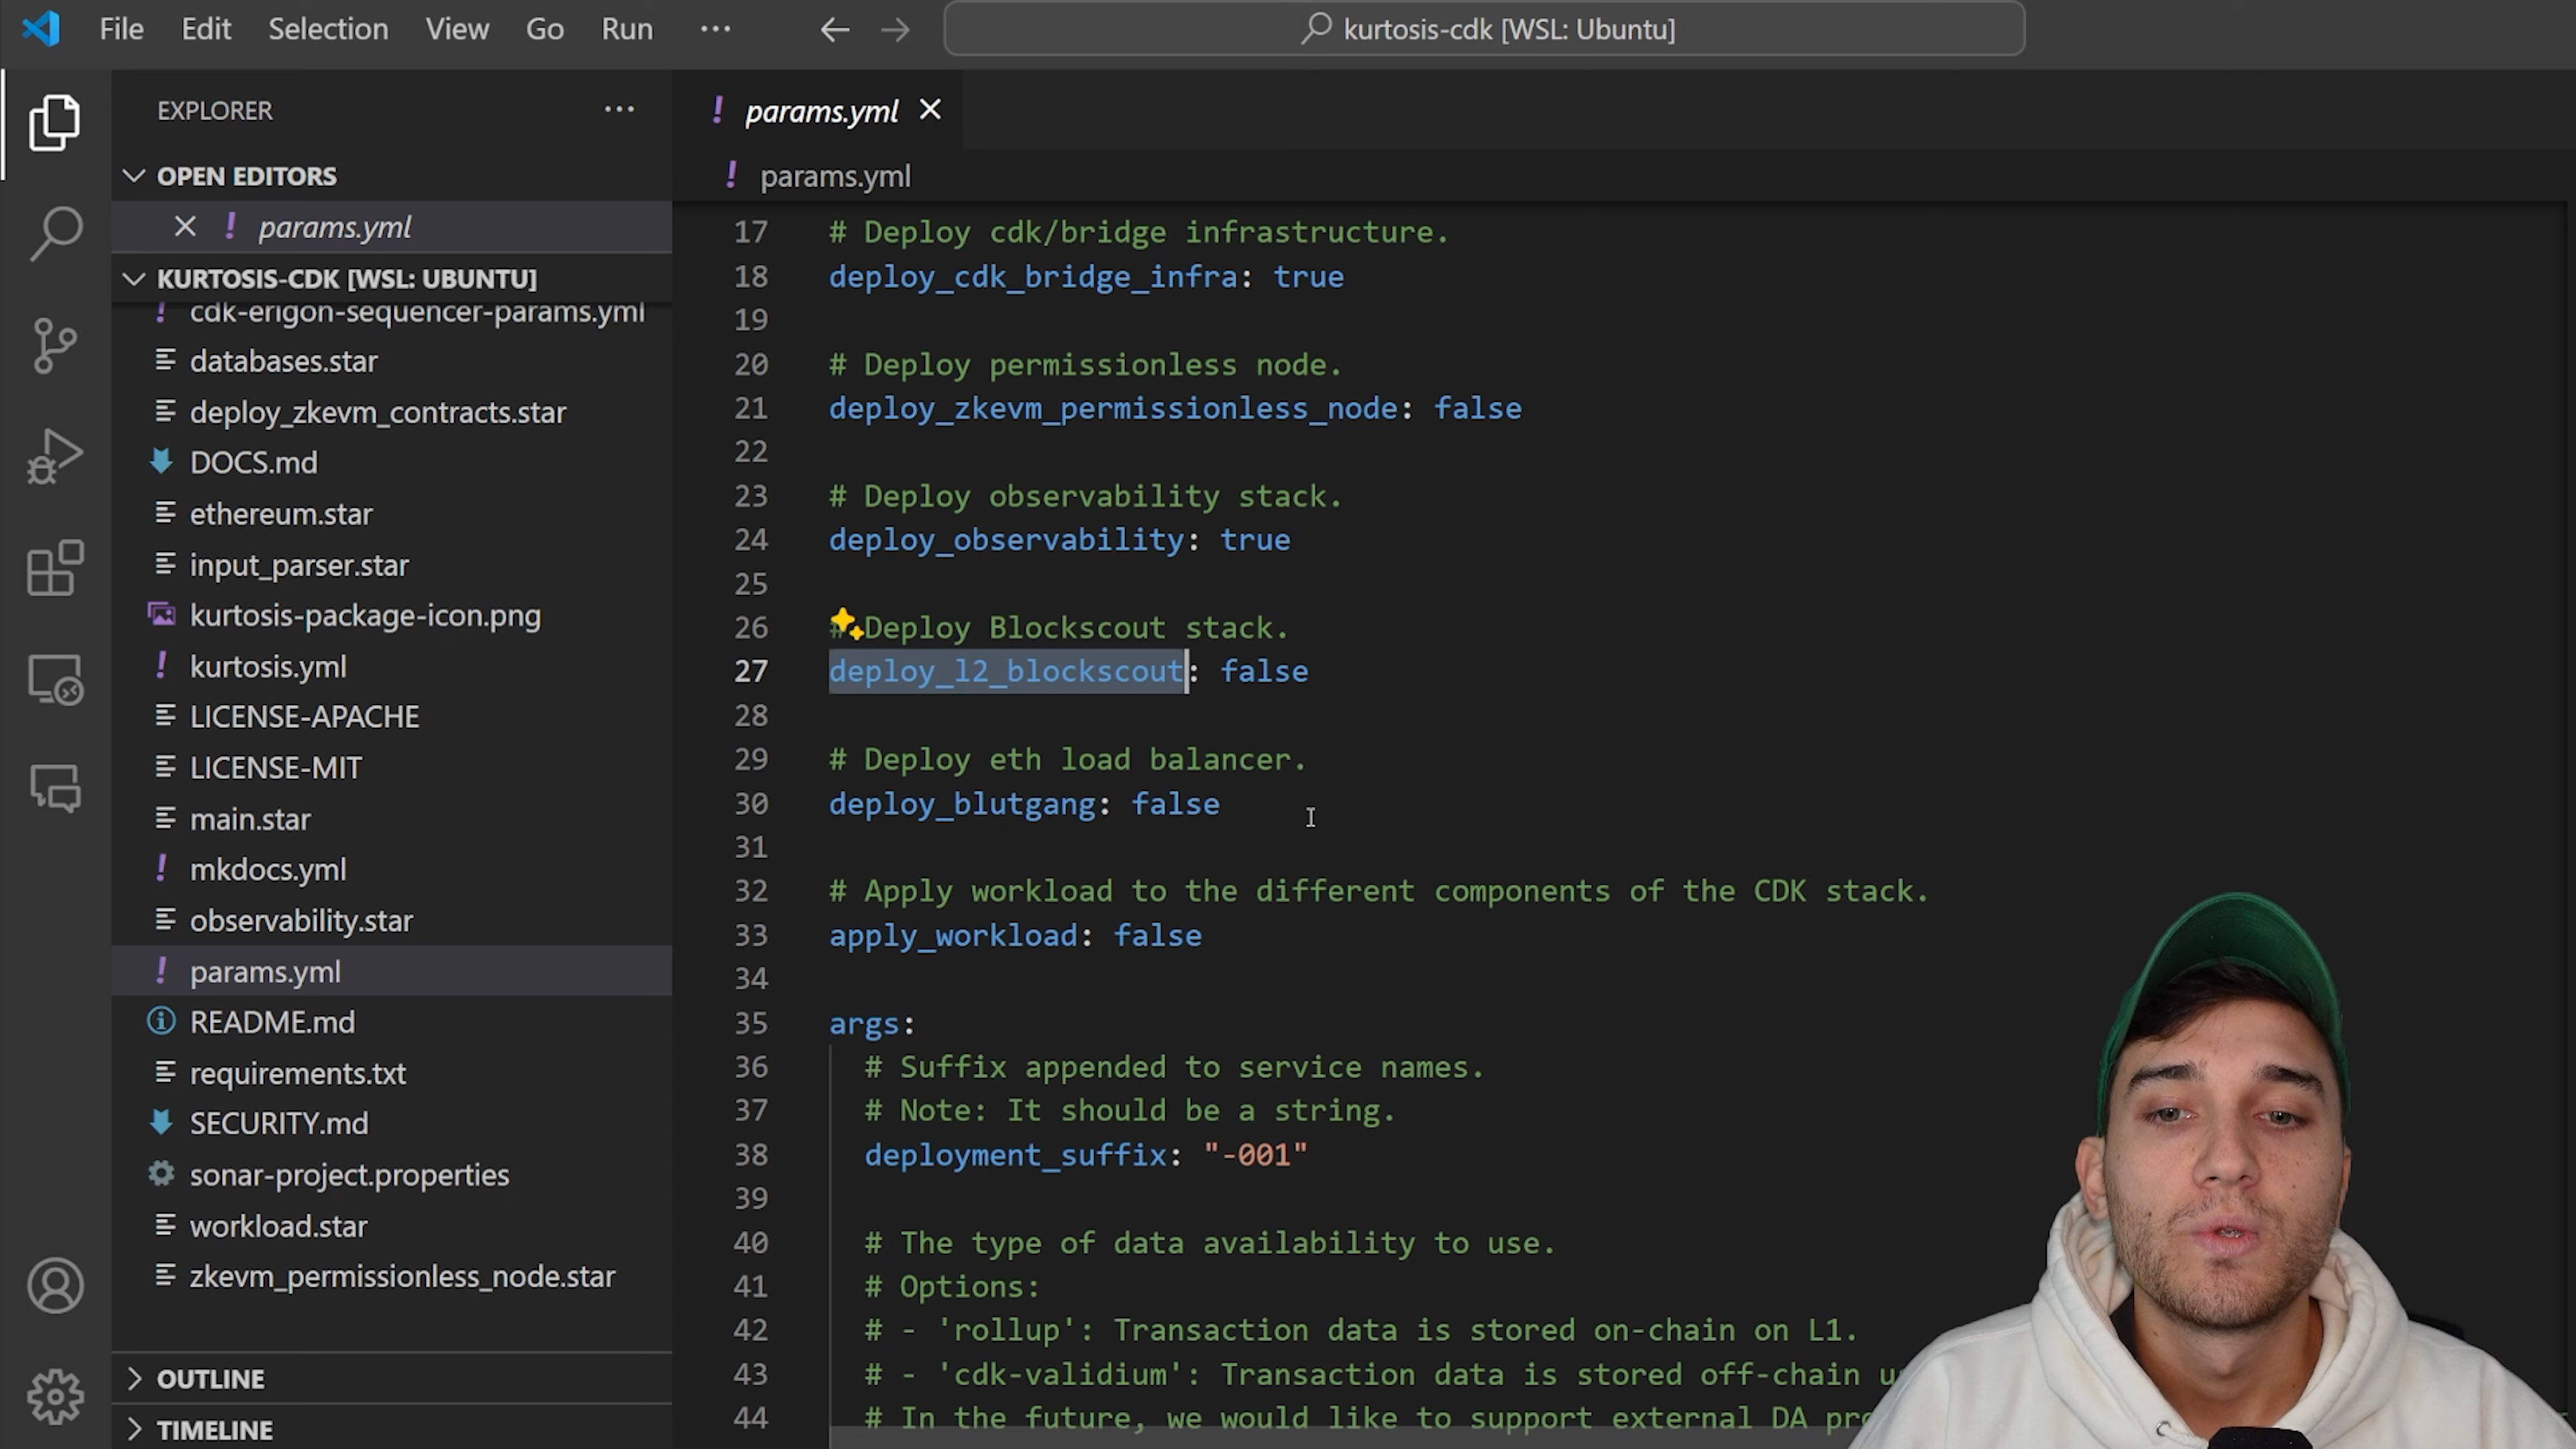 File Edit Selection View Go Run ... kurtosis-cdk [WSL: Ubuntu]
EXPLORER ...
OPEN EDITORS
! params.yml
KURTOSIS-CDK [WSL: UBUNTU]
! cdk-erigon-sequencer-params.yml
databases.star
deploy_zkevm_contracts.star
DOCS.md
ethereum.star
input_parser.star
kurtosis-package-icon.png
! kurtosis.yml
LICENSE-APACHE
LICENSE-MIT
main.star
! mkdocs.yml
observability.star
! params.yml
README.md
requirements.txt
SECURITY.md
sonar-project.properties
workload.star
zkevm_permissionless_node.star
OUTLINE
TIMELINE
! params.yml
! params.yml
17 # Deploy cdk/bridge infrastructure.
18 deploy_cdk_bridge_infra: true
19
20 # Deploy permissionless node.
21 deploy_zkevm_permissionless_node: false
22
23 # Deploy observability stack.
24 deploy_observability: true
25
26 # Deploy Blockscout stack.
27 deploy_l2_blockscout: false
28
29 # Deploy eth load balancer.
30 deploy_blutgang: false
31
32 # Apply workload to the different components of the CDK stack.
33 apply_workload: false
34
35 args:
36 # Suffix appended to service names.
37 # Note: It should be a string.
38 deployment_suffix: "-001"
39
40 # The type of data availability to use.
41 # Options:
42 # - 'rollup': Transaction data is stored on-chain on L1.
43 # - 'cdk-validium': Transaction data is stored off-chain
44 # In the future, we would like to support external DA